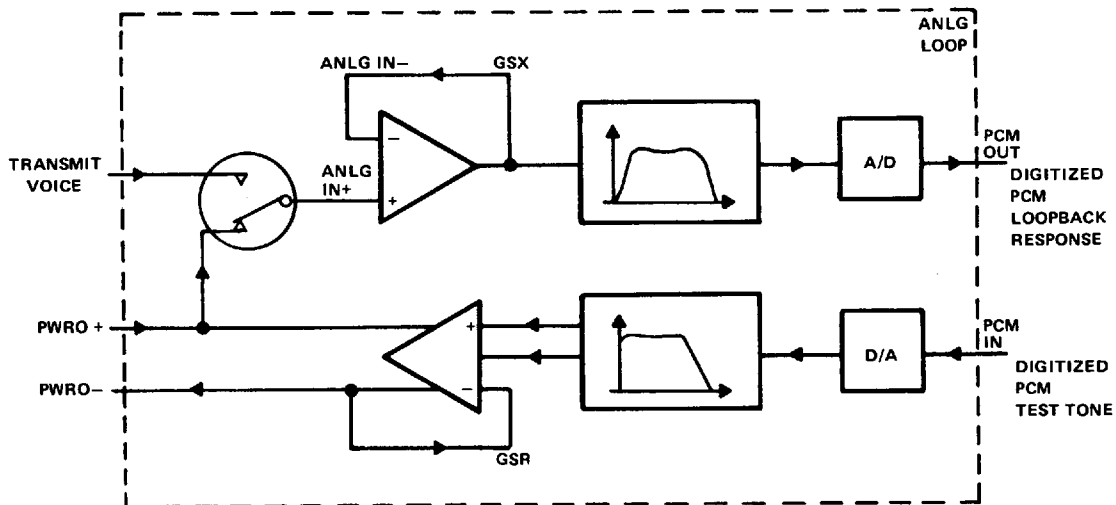 ANLG
LOOP
ANLG IN−
GSX
TRANSMIT
VOICE
ANLG
IN+
−
+
A/D
PCM
OUT
DIGITIZED
PCM
LOOPBACK
RESPONSE
PWRO +
PWRO−
+
−
GSR
D/A
PCM
IN
DIGITIZED
PCM
TEST TONE